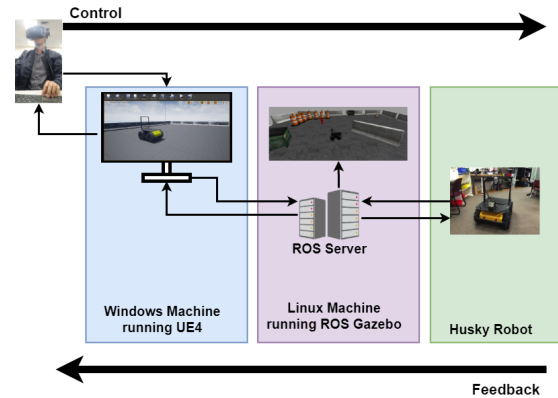 Control
ROS Server
Windows Machine
running UE4
Linux Machine
running ROS Gazebo
Husky Robot
Feedback